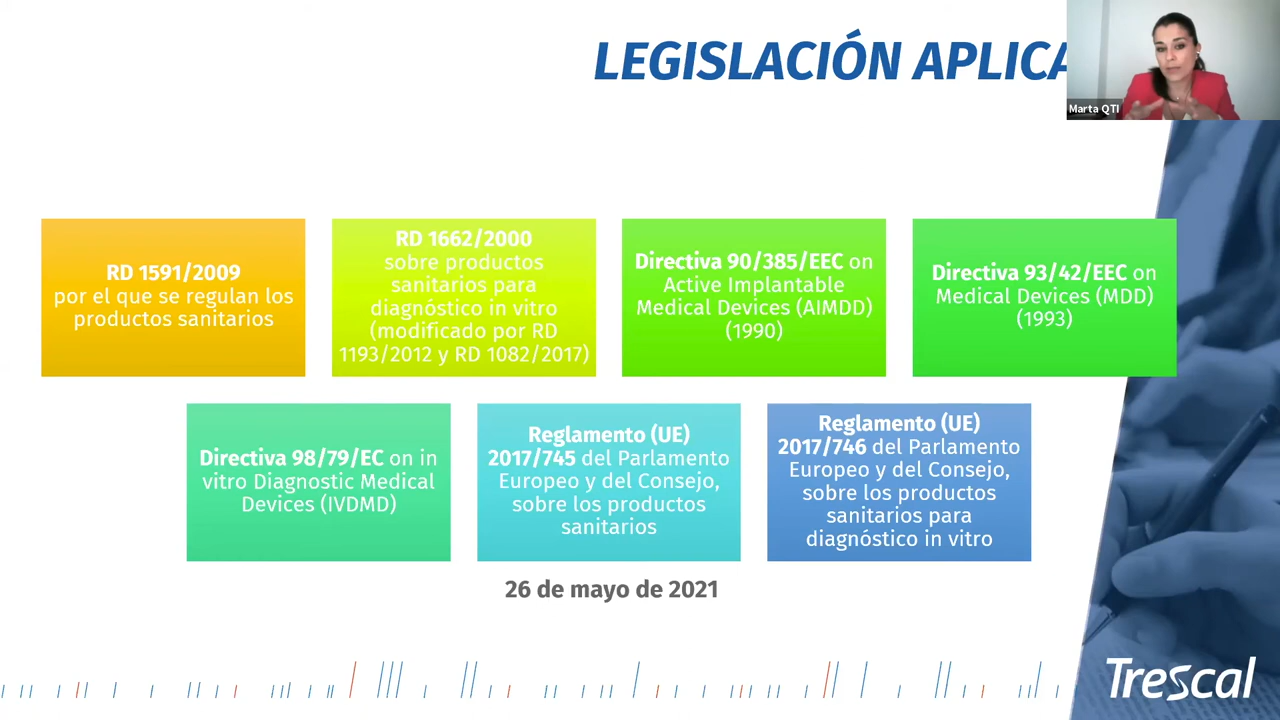 LEGISLACIÓN APLICA
Marta QTI
RD 1591/2009
por el que se regulan los
productos sanitarios
RD 1662/2000
sobre productos
sanitarios para
diagnóstico in vitro
(modificado por RD
1193/2012 y RD 1082/2017)
Directiva 90/385/EEC on
Active Implantable
Medical Devices (AIMDD)
(1990)
Directiva 93/42/EEC on
Medical Devices (MDD)
(1993)
Directiva 98/79/EC on in
vitro Diagnostic Medical
Devices (IVDMD)
Reglamento (UE)
2017/745 del Parlamento
Europeo y del Consejo,
sobre los productos
sanitarios
Reglamento (UE)
2017/746 del Parlamento
Europeo y del Consejo,
sobre los productos
sanitarios para
diagnóstico in vitro
26 de mayo de 2021
Trescal